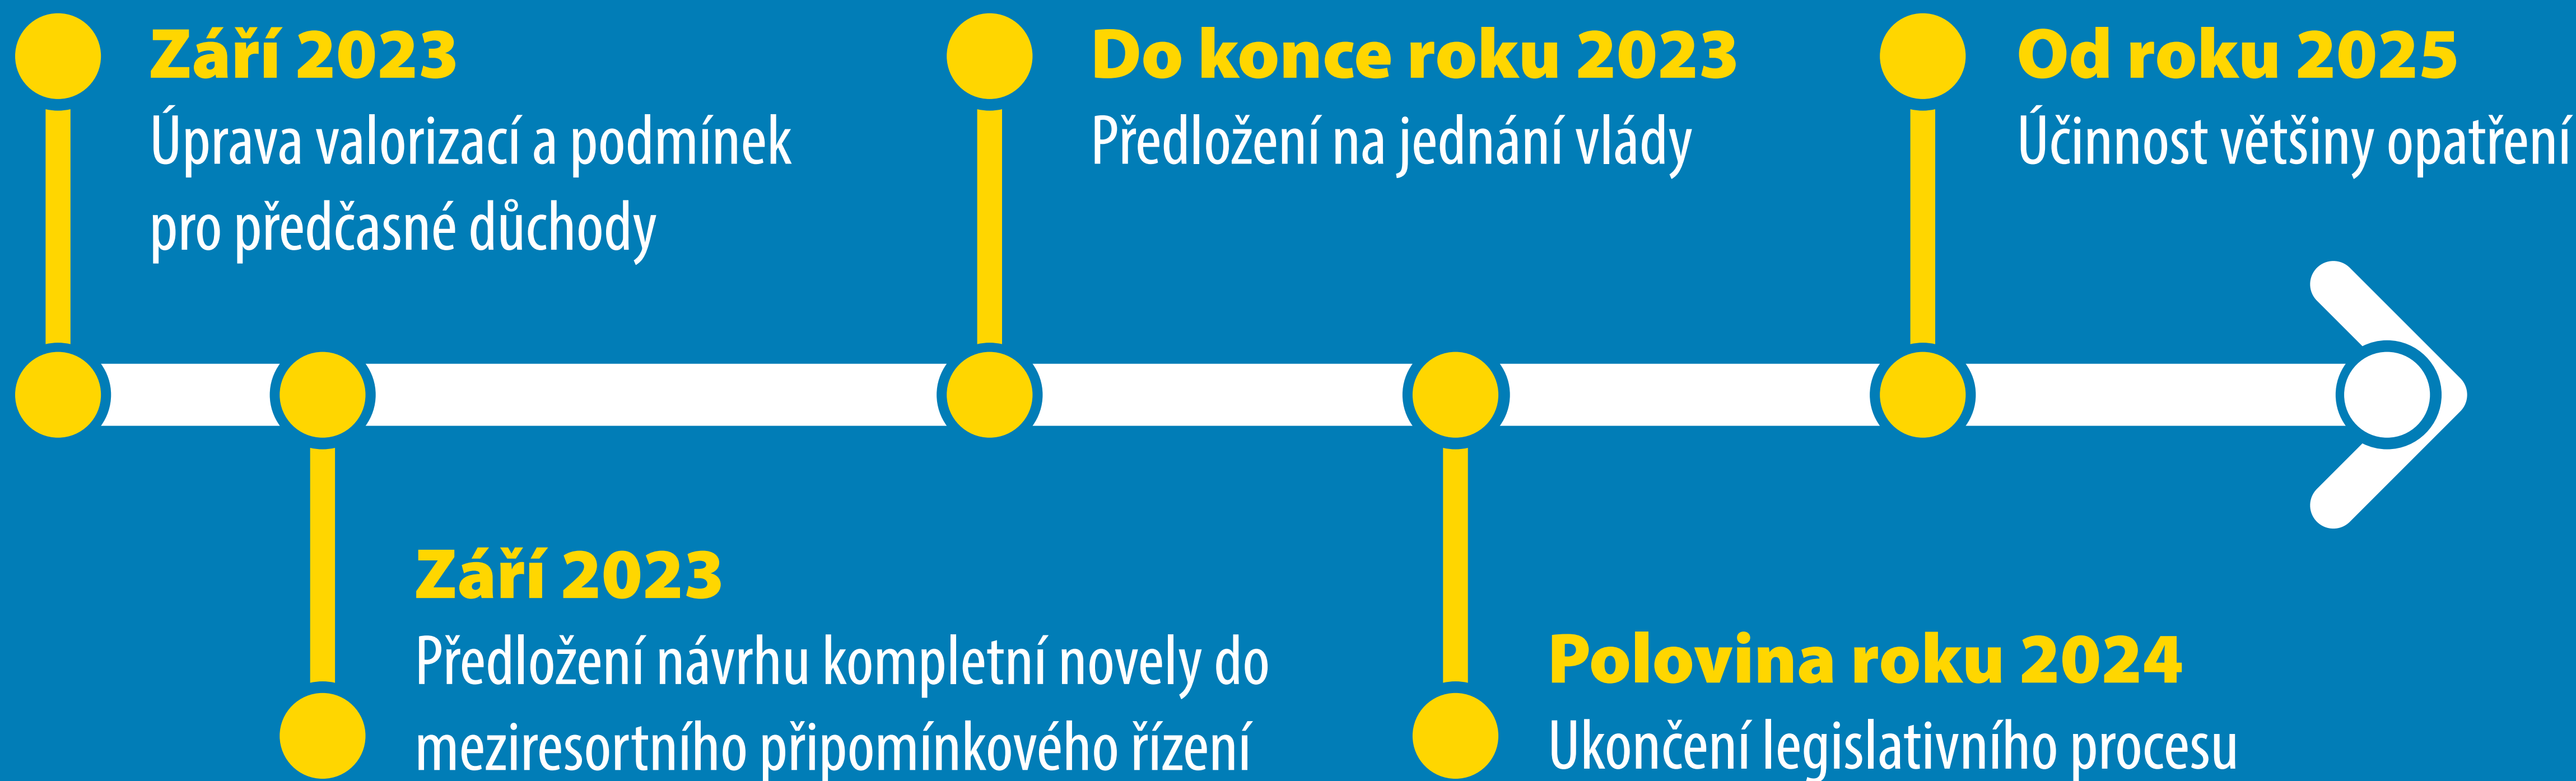 Září 2023
Úprava valorizací a podmínek
pro předčasné důchody
Do konce roku 2023
Předložení na jednání vlády
Od roku 2025
Účinnost většiny opatření
Září 2023
Předložení návrhu kompletní novely do
meziresortního připomínkového řízení
Polovina roku 2024
Ukončení legislativního procesu